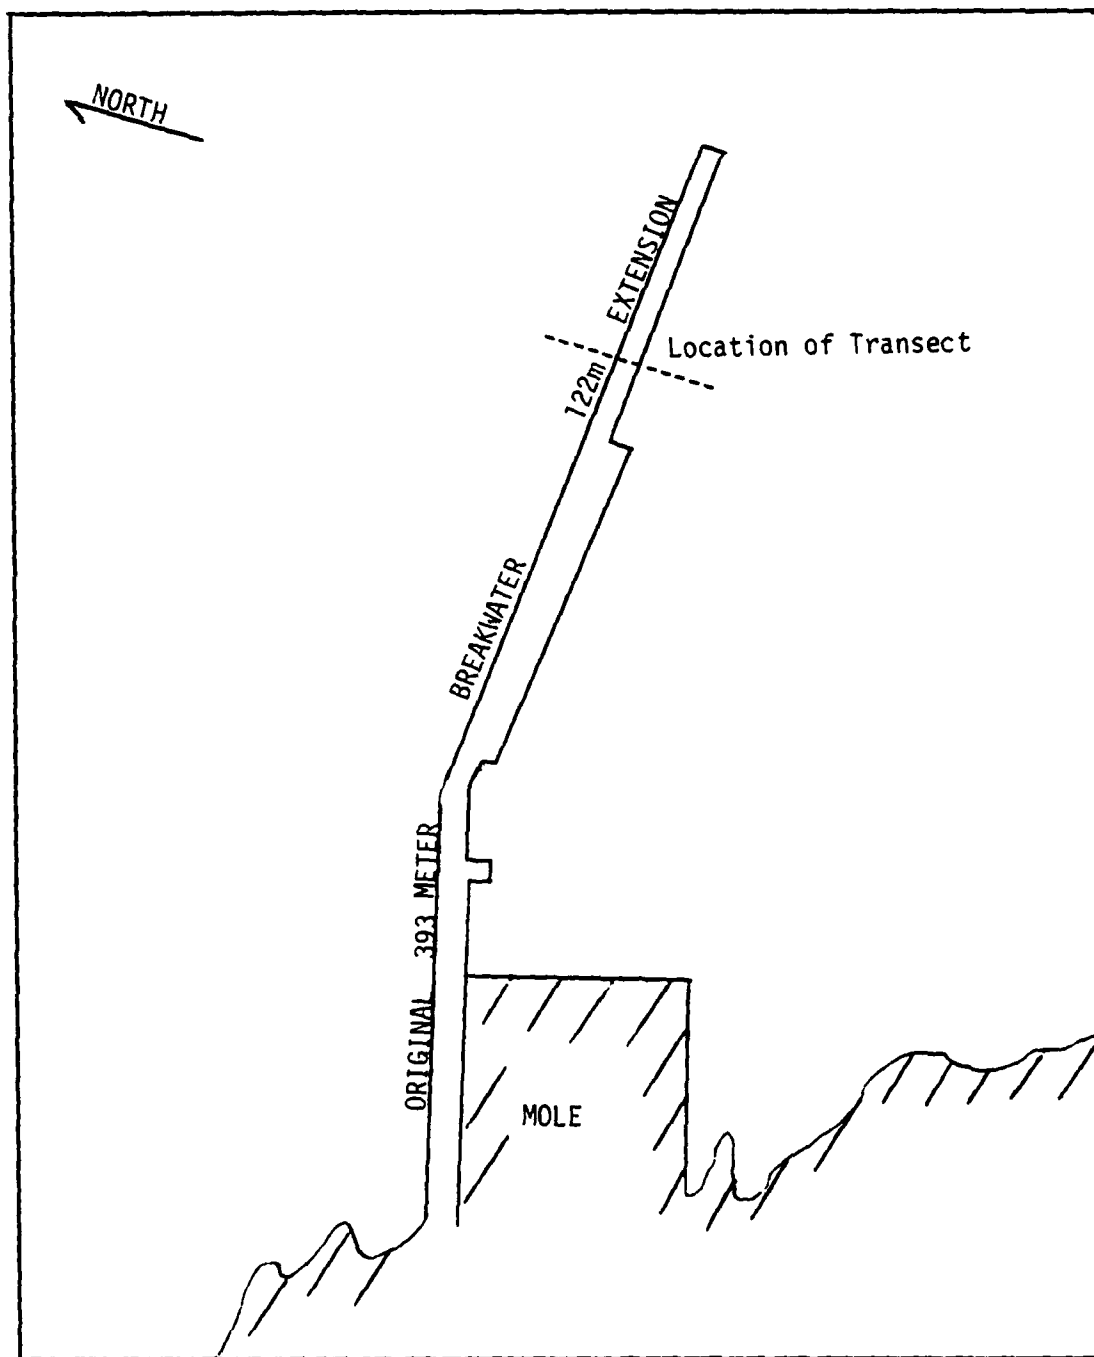 NORTH
122m EXTENSION
Location of Transect
ORIGINAL 393 METER BREAKWATER
MOLE